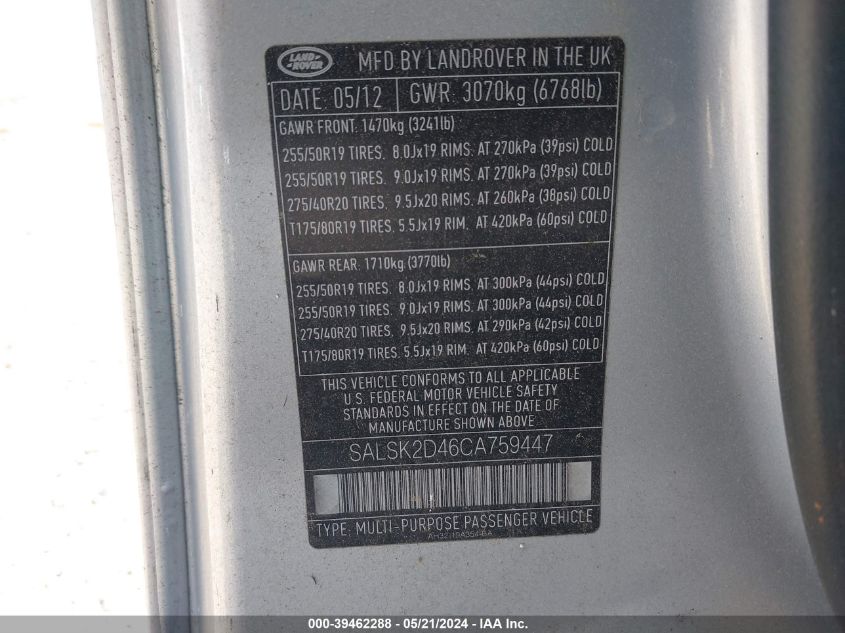 LAND
ROVER
MFD BY LANDROVER IN THE UK
DATE: 05/12 GWR: 3070kg (6768lb)
GAWR FRONT: 1470kg (3241lb)
255/50R19 TIRES. 8.0Jx19 RIMS. AT 270kPa (39psi) COLD
255/50R19 TIRES. 9.0Jx19 RIMS. AT 270kPa (39psi) COLD
275/40R20 TIRES. 9.5Jx20 RIMS. AT 260kPa (38psi) COLD
T175/80R19 TIRES. 5.5Jx19 RIM. AT 420kPa (60psi) COLD
GAWR REAR: 1710kg (3770lb)
255/50R19 TIRES. 8.0Jx19 RIMS. AT 300kPa (44psi) COLD
255/50R19 TIRES. 9.0Jx19 RIMS. AT 300kPa (44psi) COLD
275/40R20 TIRES. 9.5Jx20 RIMS. AT 290kPa (42psi) COLD
T175/80R19 TIRES. 5.5Jx19 RIM. AT 420kPa (60psi) COLD
THIS VEHICLE CONFORMS TO ALL APPLICABLE
U.S. FEDERAL MOTOR VEHICLE SAFETY
STANDARDS IN EFFECT ON THE DATE OF
MANUFACTURE SHOWN ABOVE
SALSK2D46CA759447
TYPE: MULTI-PURPOSE PASSENGER VEHICLE
000-39462288 - 05/21/2024 - IAA Inc.